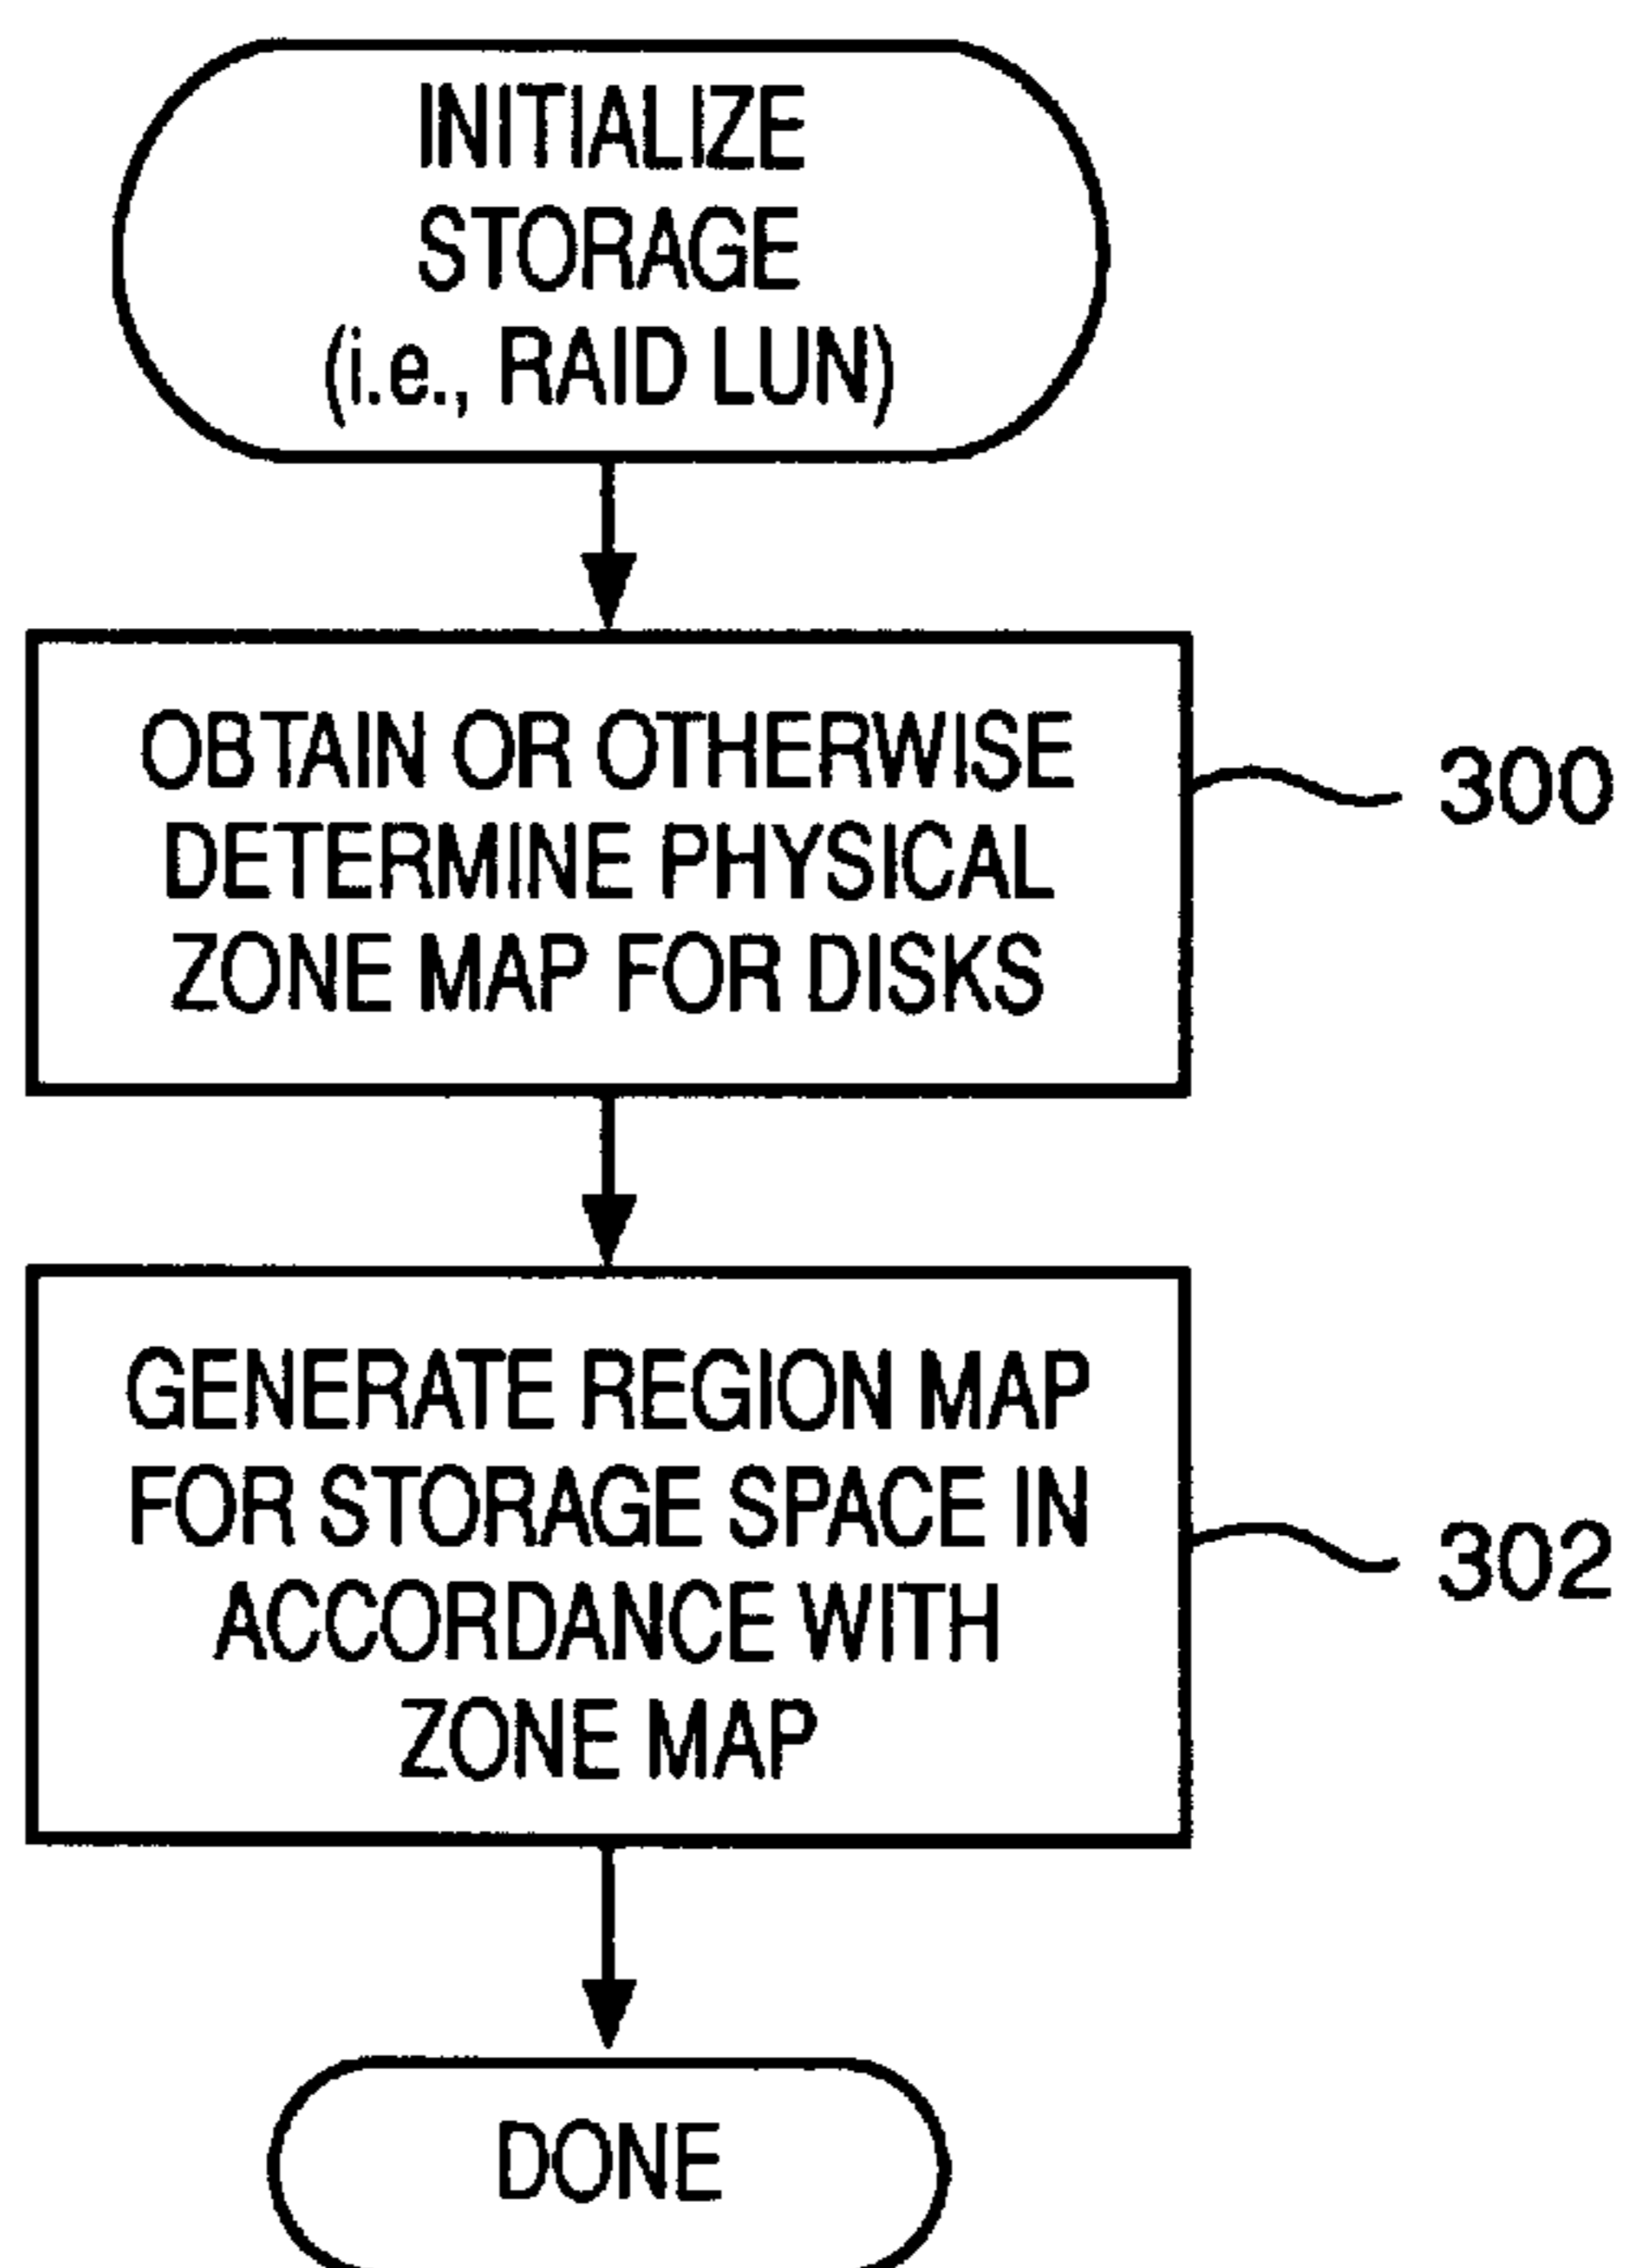 INITIALIZE
STORAGE
(i.e., RAID LUN)
OBTAIN OR OTHERWISE
DETERMINE PHYSICAL
ZONE MAP FOR DISKS
300
GENERATE REGION MAP
FOR STORAGE SPACE IN
ACCORDANCE WITH
ZONE MAP
302
DONE